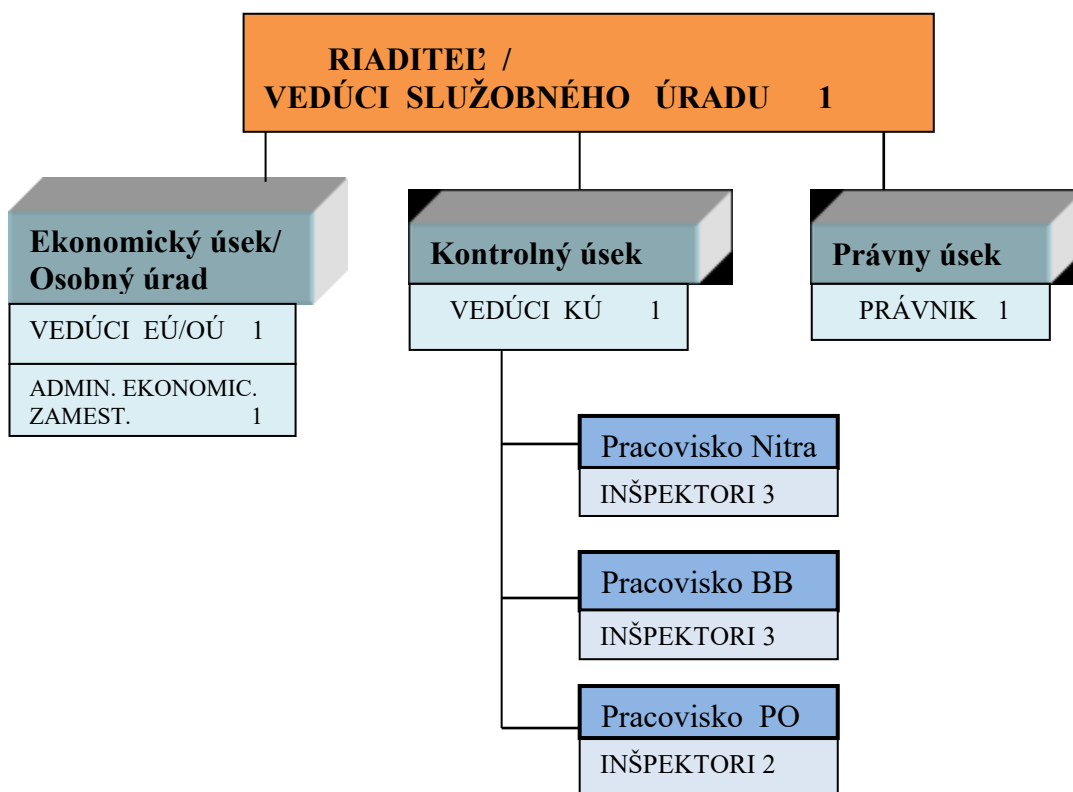 RIADITEĽ /
VEDÚCI SLUŽOBNÉHO ÚRADU 1
Ekonomický úsek/
Osobný úrad
VEDÚCI EÚ/OÚ 1
ADMIN. EKONOMIC.
ZAMEST. 1
Kontrolný úsek
VEDÚCI KÚ 1
Právny úsek
PRÁVNIK 1
Pracovisko Nitra
INŠPEKTORI 3
Pracovisko BB
INŠPEKTORI 3
Pracovisko PO
INŠPEKTORI 2